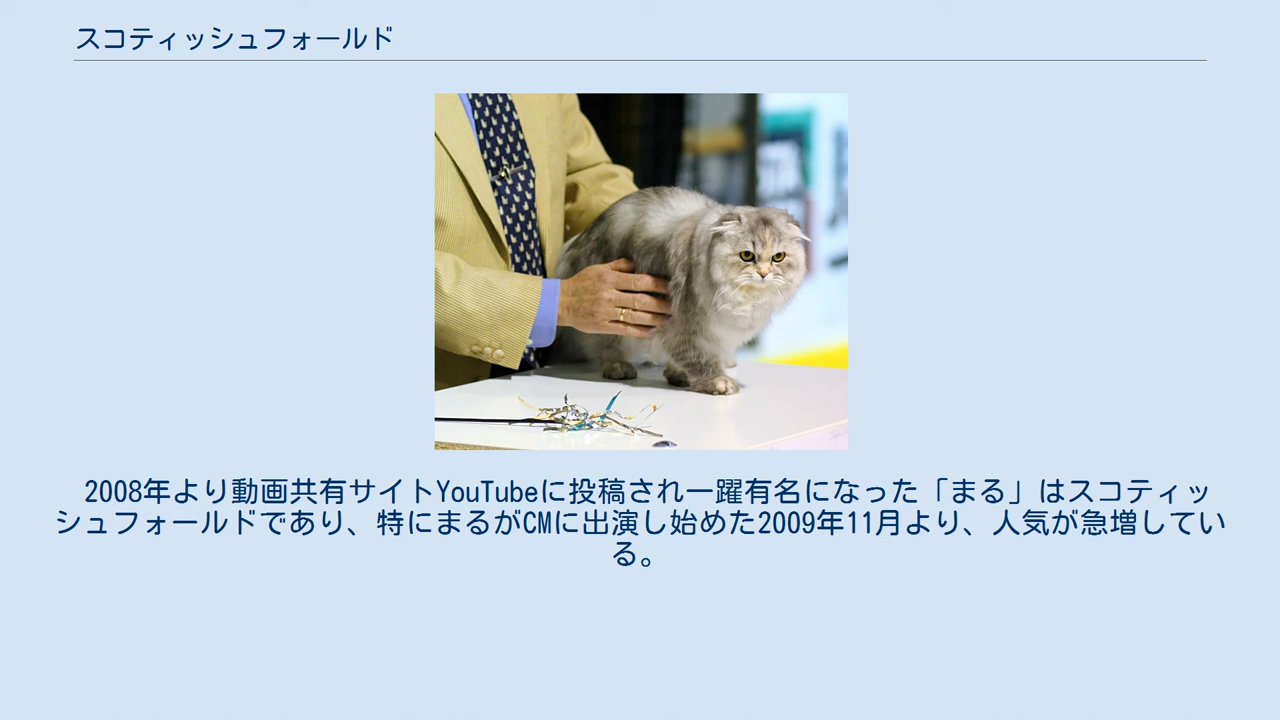 スコティッシュフォールド
2008年より動画共有サイトYouTubeに投稿され一躍有名になった「まる」はスコティッ
シュフォールドであり、特にまるがCMに出演し始めた2009年11月より、人気が急増してい
る。